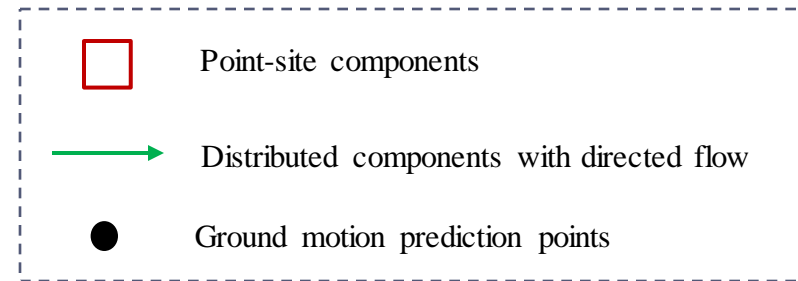 Point-site components
Distributed components with directed flow
Ground motion prediction points